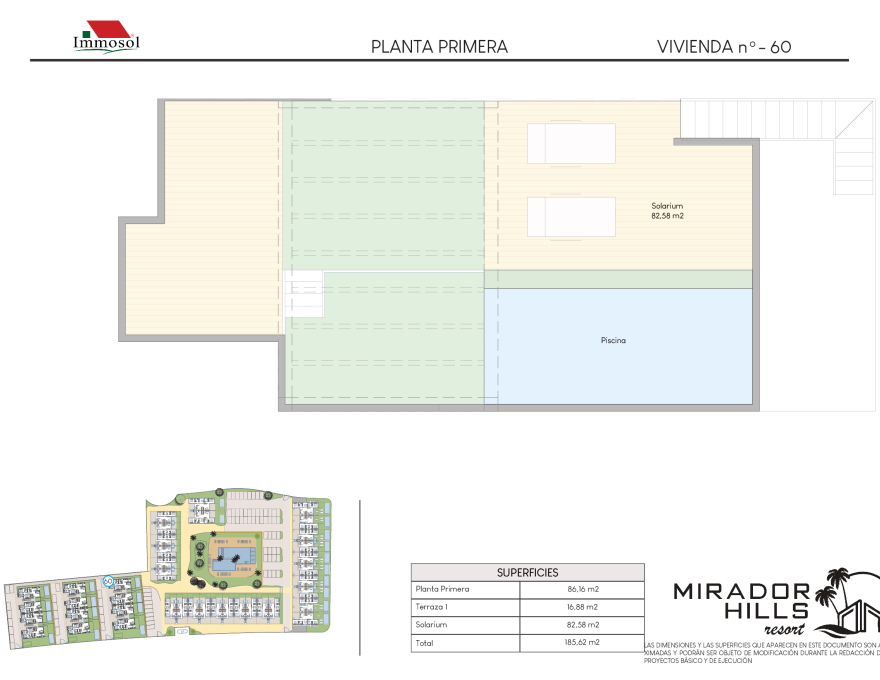 Immosol
PLANTA PRIMERA
VIVIENDA nº- 60
Solarium
82,58 m2
Piscina
60
SUPERFICIES
Planta Primera 86,16 m2
Terraza 1 16,88 m2
Solarium 82,58 m2
Total 185,62 m2
MIRADOR
HILLS
resort
LAS DIMENSIONES Y LAS SUPERFICIES QUE APARECEN EN ESTE DOCUMENTO SON A
XIMADAS Y PODRÁN SER OBJETO DE MODIFICACIÓN DURANTE LA REDACCIÓN D
PROYECTOS BÁSICO Y DE EJECUCIÓN